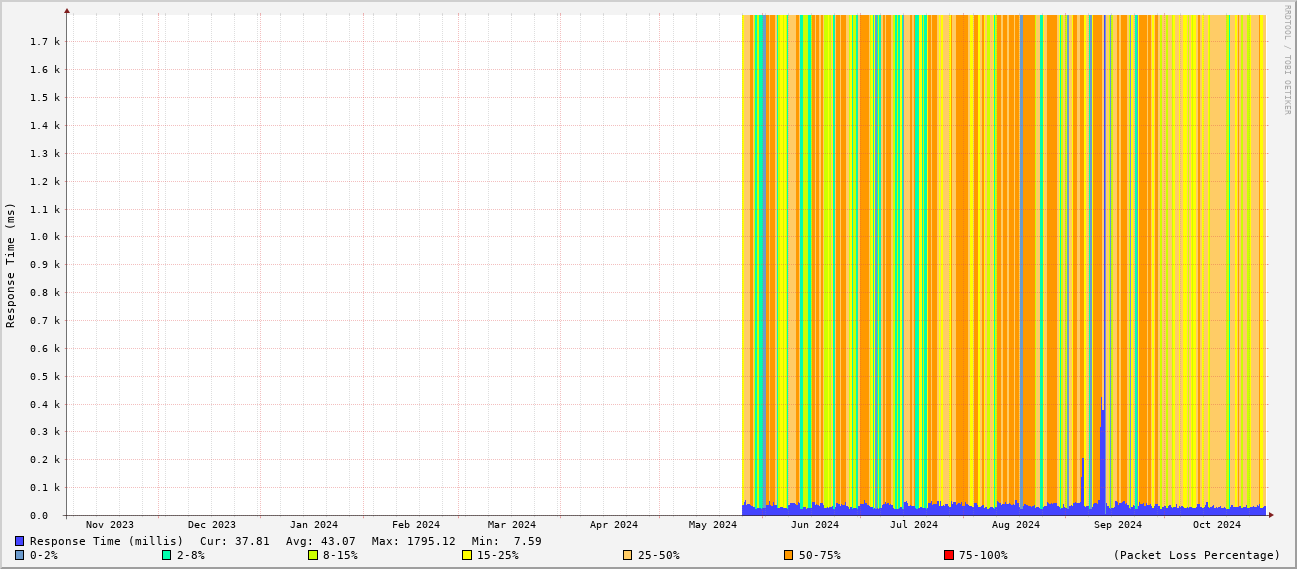 RRDTOOL / TOBI OETIKER
Response Time (ms)
1.7 k
1.6 k
1.5 k
1.4 k
1.3 k
1.2 k
1.1 k
1.0 k
0.9 k
0.8 k
0.7 k
0.6 k
0.5 k
0.4 k
0.3 k
0.2 k
0.1 k
0.0
Nov 2023 Dec 2023 Jan 2024 Feb 2024 Mar 2024 Apr 2024 May 2024 Jun 2024 Jul 2024 Aug 2024 Sep 2024 Oct 2024
Response Time (millis) Cur: 37.81 Avg: 43.07 Max: 1795.12 Min: 7.59
0-2% 2-8% 8-15% 15-25% 25-50% 50-75% 75-100% (Packet Loss Percentage)